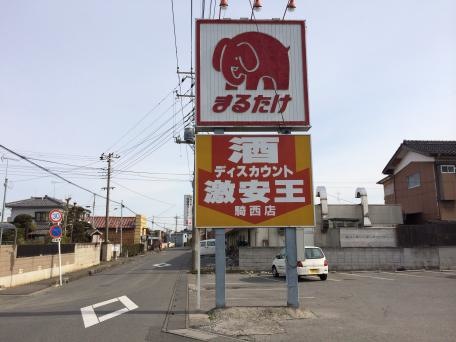 まるたけ
酒
ディスカウント
激安王
騎西店